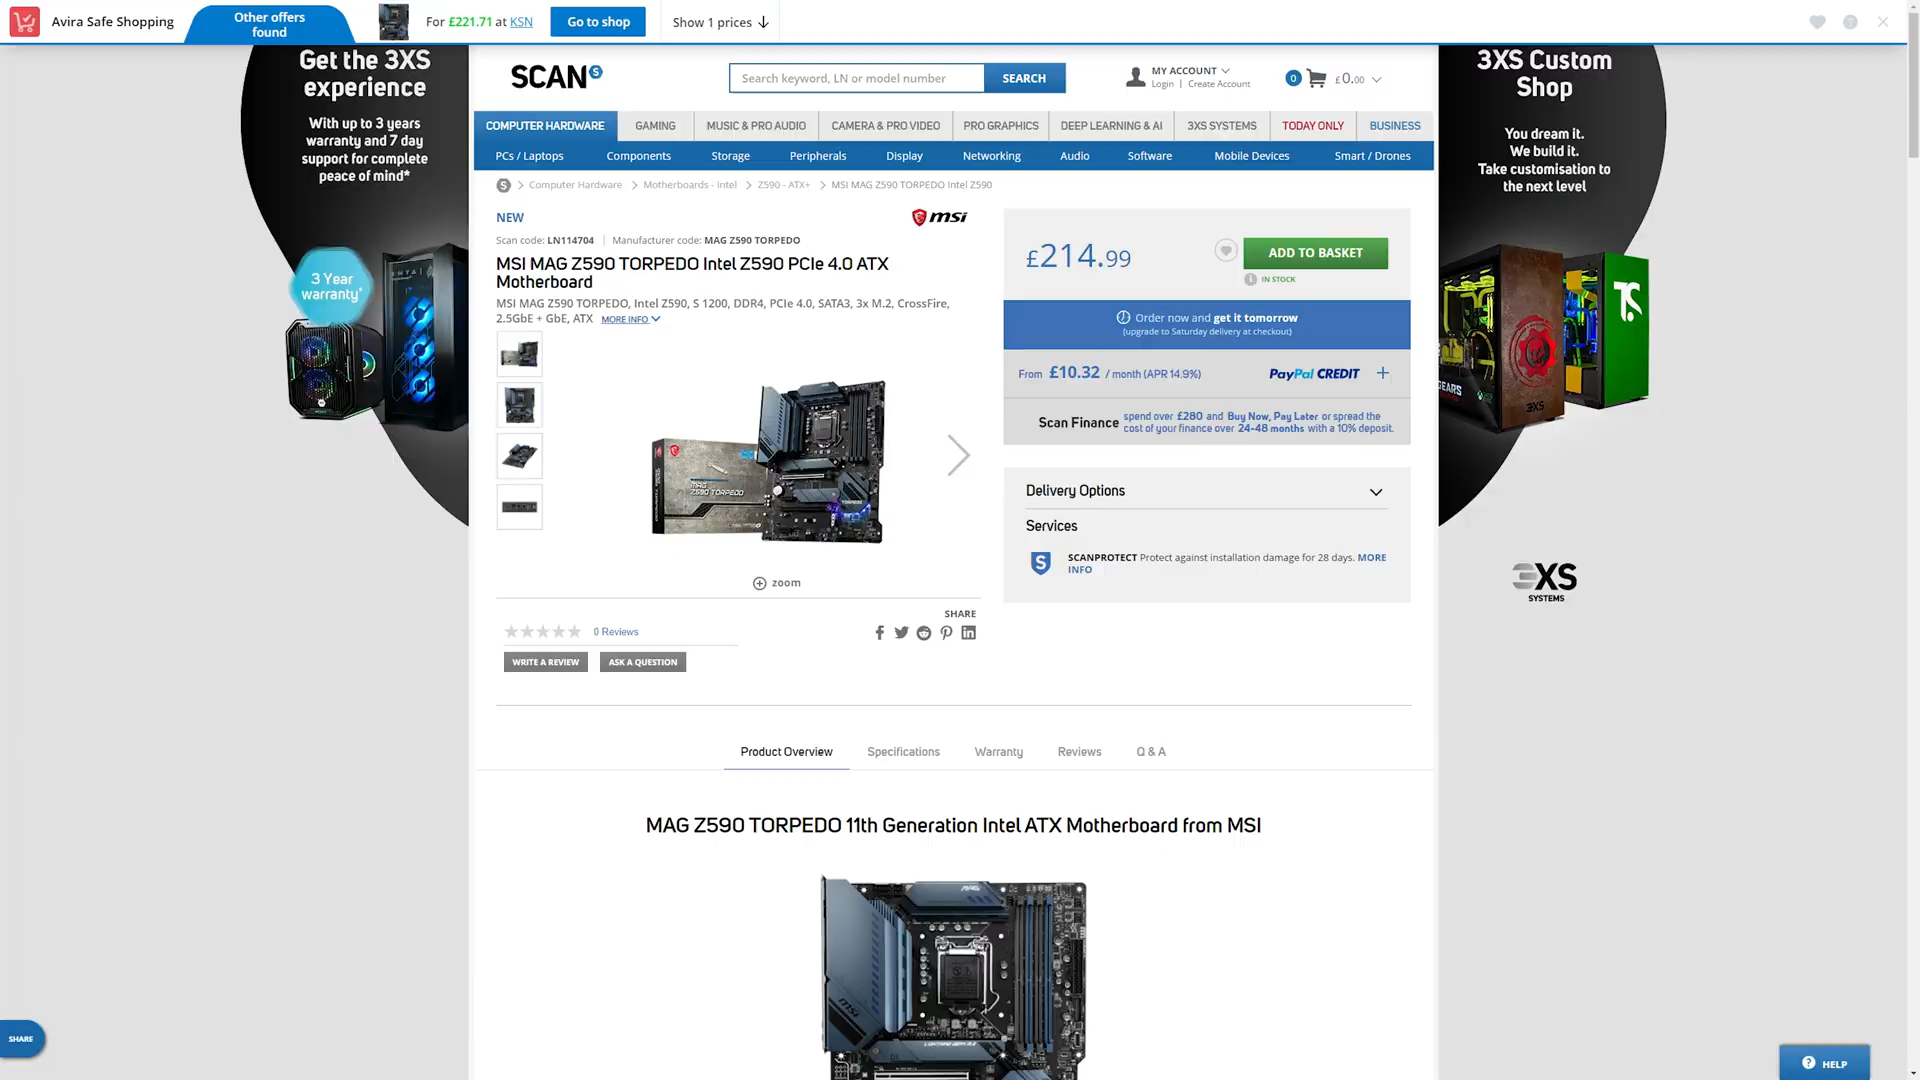 Avira Safe Shopping
Other offers
found
For £221.71 at KSN
Go to shop
Show 1 prices
Get the 3XS
experience
With up to 3 years
warranty and 7 day
support for complete
peace of mind*
3 Year
warranty*
SCAN S
Search keyword, LN or model number
SEARCH
MY ACCOUNT
Login | Create Account
0
£0.00
COMPUTER HARDWARE
GAMING
MUSIC & PRO AUDIO
CAMERA & PRO VIDEO
PRO GRAPHICS
DEEP LEARNING & AI
3XS SYSTEMS
TODAY ONLY
BUSINESS
PCs / Laptops
Components
Storage
Peripherals
Display
Networking
Audio
Software
Mobile Devices
Smart / Drones
S > Computer Hardware > Motherboards - Intel > Z590 - ATX+ > MSI MAG Z590 TORPEDO Intel Z590
NEW
msi
Scan code: LN114704 | Manufacturer code: MAG Z590 TORPEDO
MSI MAG Z590 TORPEDO Intel Z590 PCIe 4.0 ATX
Motherboard
MSI MAG Z590 TORPEDO, Intel Z590, S 1200, DDR4, PCIe 4.0, SATA3, 3x M.2, CrossFire,
2.5GbE + GbE, ATX MORE INFO
MAG
Z590 TORPEDO
zoom
SHARE
0 Reviews
WRITE A REVIEW
ASK A QUESTION
£214.99
ADD TO BASKET
IN STOCK
Order now and get it tomorrow
(upgrade to Saturday delivery at checkout)
From £10.32 / month (APR 14.9%)
PayPal CREDIT +
Scan Finance
spend over £280 and Buy Now, Pay Later or spread the
cost of your finance over 24-48 months with a 10% deposit.
Delivery Options
Services
SCANPROTECT Protect against installation damage for 28 days. MORE
INFO
3XS Custom
Shop
You dream it.
We build it.
Take customisation to
the next level
TS
GEARS
3XS
3XS
SYSTEMS
Product Overview
Specifications
Warranty
Reviews
Q & A
MAG Z590 TORPEDO 11th Generation Intel ATX Motherboard from MSI
MAG
msi
SHARE
HELP